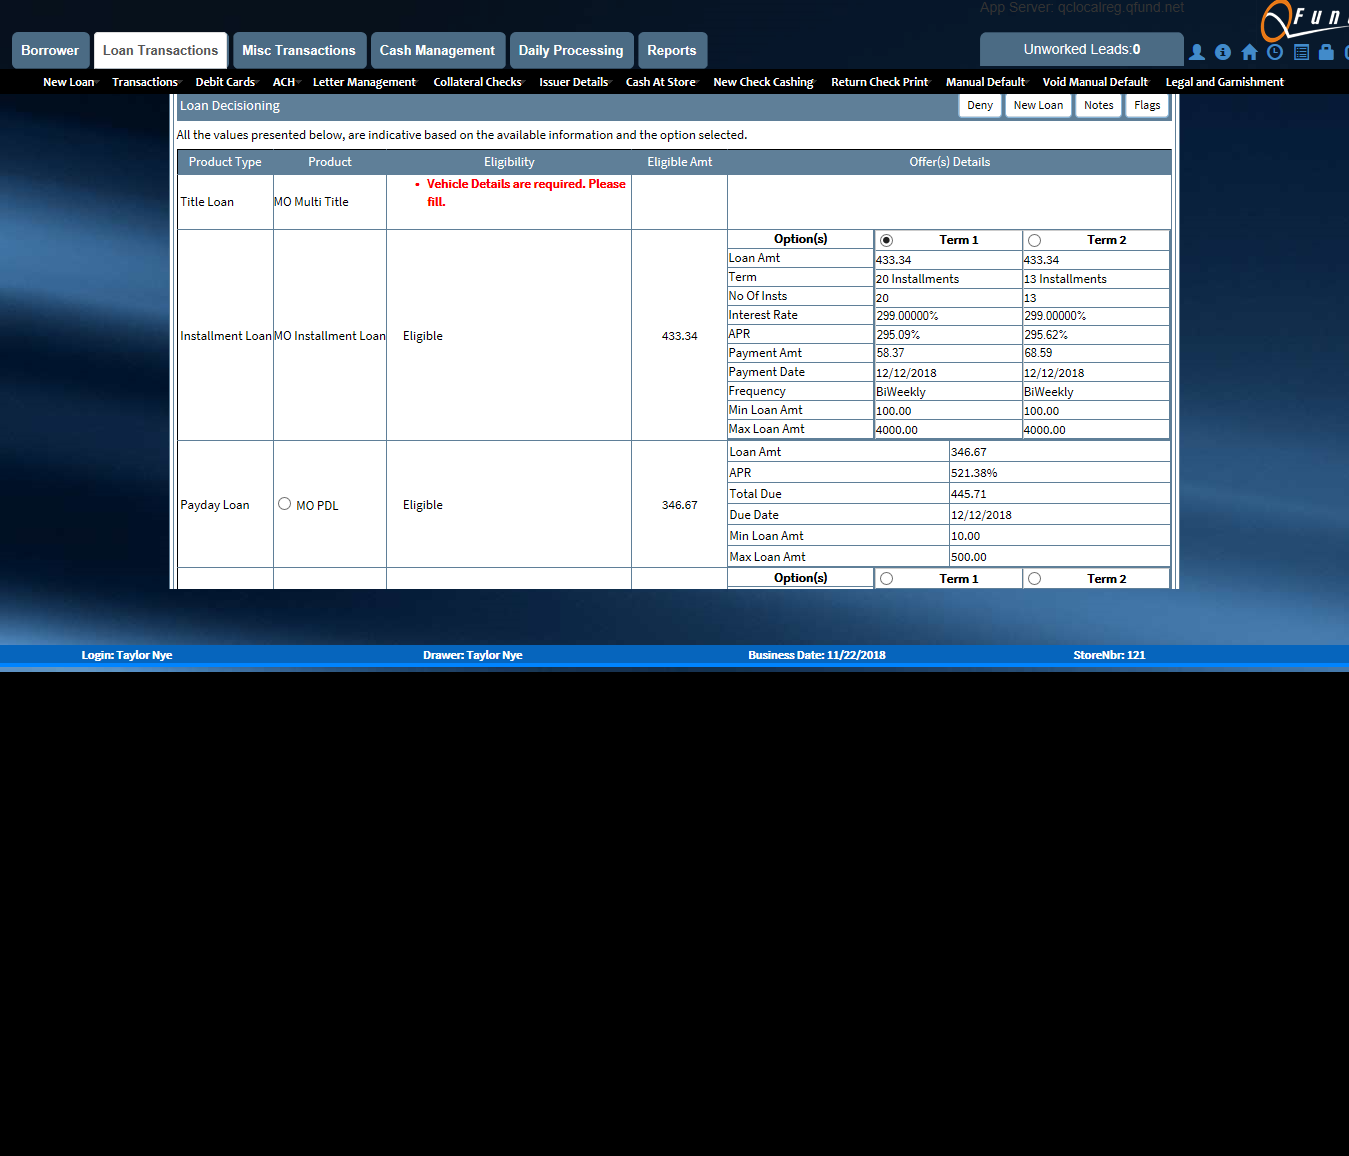 App Server: qclocalreg.qfund.net
QFun
Borrower Loan Transactions Misc Transactions Cash Management Daily Processing Reports Unworked Leads:0
New Loan Transactions Debit Cards ACH Letter Management Collateral Checks Issuer Details Cash At Store New Check Cashing Return Check Print Manual Default Void Manual Default Legal and Garnishment
Loan Decisioning Deny New Loan Notes Flags
All the values presented below, are indicative based on the available information and the option selected.
Product Type Product Eligibility Eligible Amt Offer(s) Details
Title Loan MO Multi Title • Vehicle Details are required. Please
fill.
Installment Loan MO Installment Loan Eligible 433.34
Option(s) Term 1 Term 2
Loan Amt 433.34 433.34
Term 20 Installments 13 Installments
No Of Insts 20 13
Interest Rate 299.00000% 299.00000%
APR 295.09% 295.62%
Payment Amt 58.37 68.59
Payment Date 12/12/2018 12/12/2018
Frequency BiWeekly BiWeekly
Min Loan Amt 100.00 100.00
Max Loan Amt 4000.00 4000.00
Payday Loan MO PDL Eligible 346.67
Loan Amt 346.67
APR 521.38%
Total Due 445.71
Due Date 12/12/2018
Min Loan Amt 10.00
Max Loan Amt 500.00
Option(s) Term 1 Term 2
Login: Taylor Nye Drawer: Taylor Nye Business Date: 11/22/2018 StoreNbr: 121